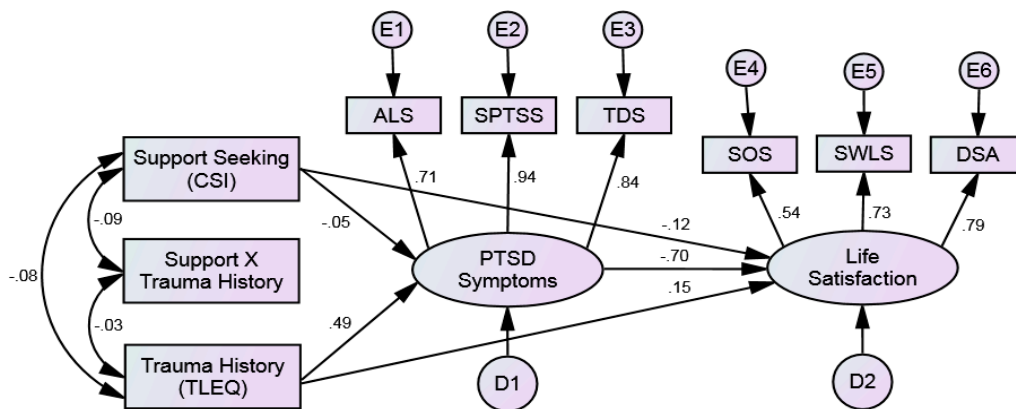 E1
E2
E3
E4
E5
E6
ALS
SPTSS
TDS
SOS
SWLS
DSA
Support Seeking
(CSI)
.71
.94
.84
.54
.73
.79
-.09
-.05
-.12
-.08
Support X
Trauma History
PTSD
Symptoms
-.70
Life
Satisfaction
-.03
.49
.15
Trauma History
(TLEQ)
D1
D2